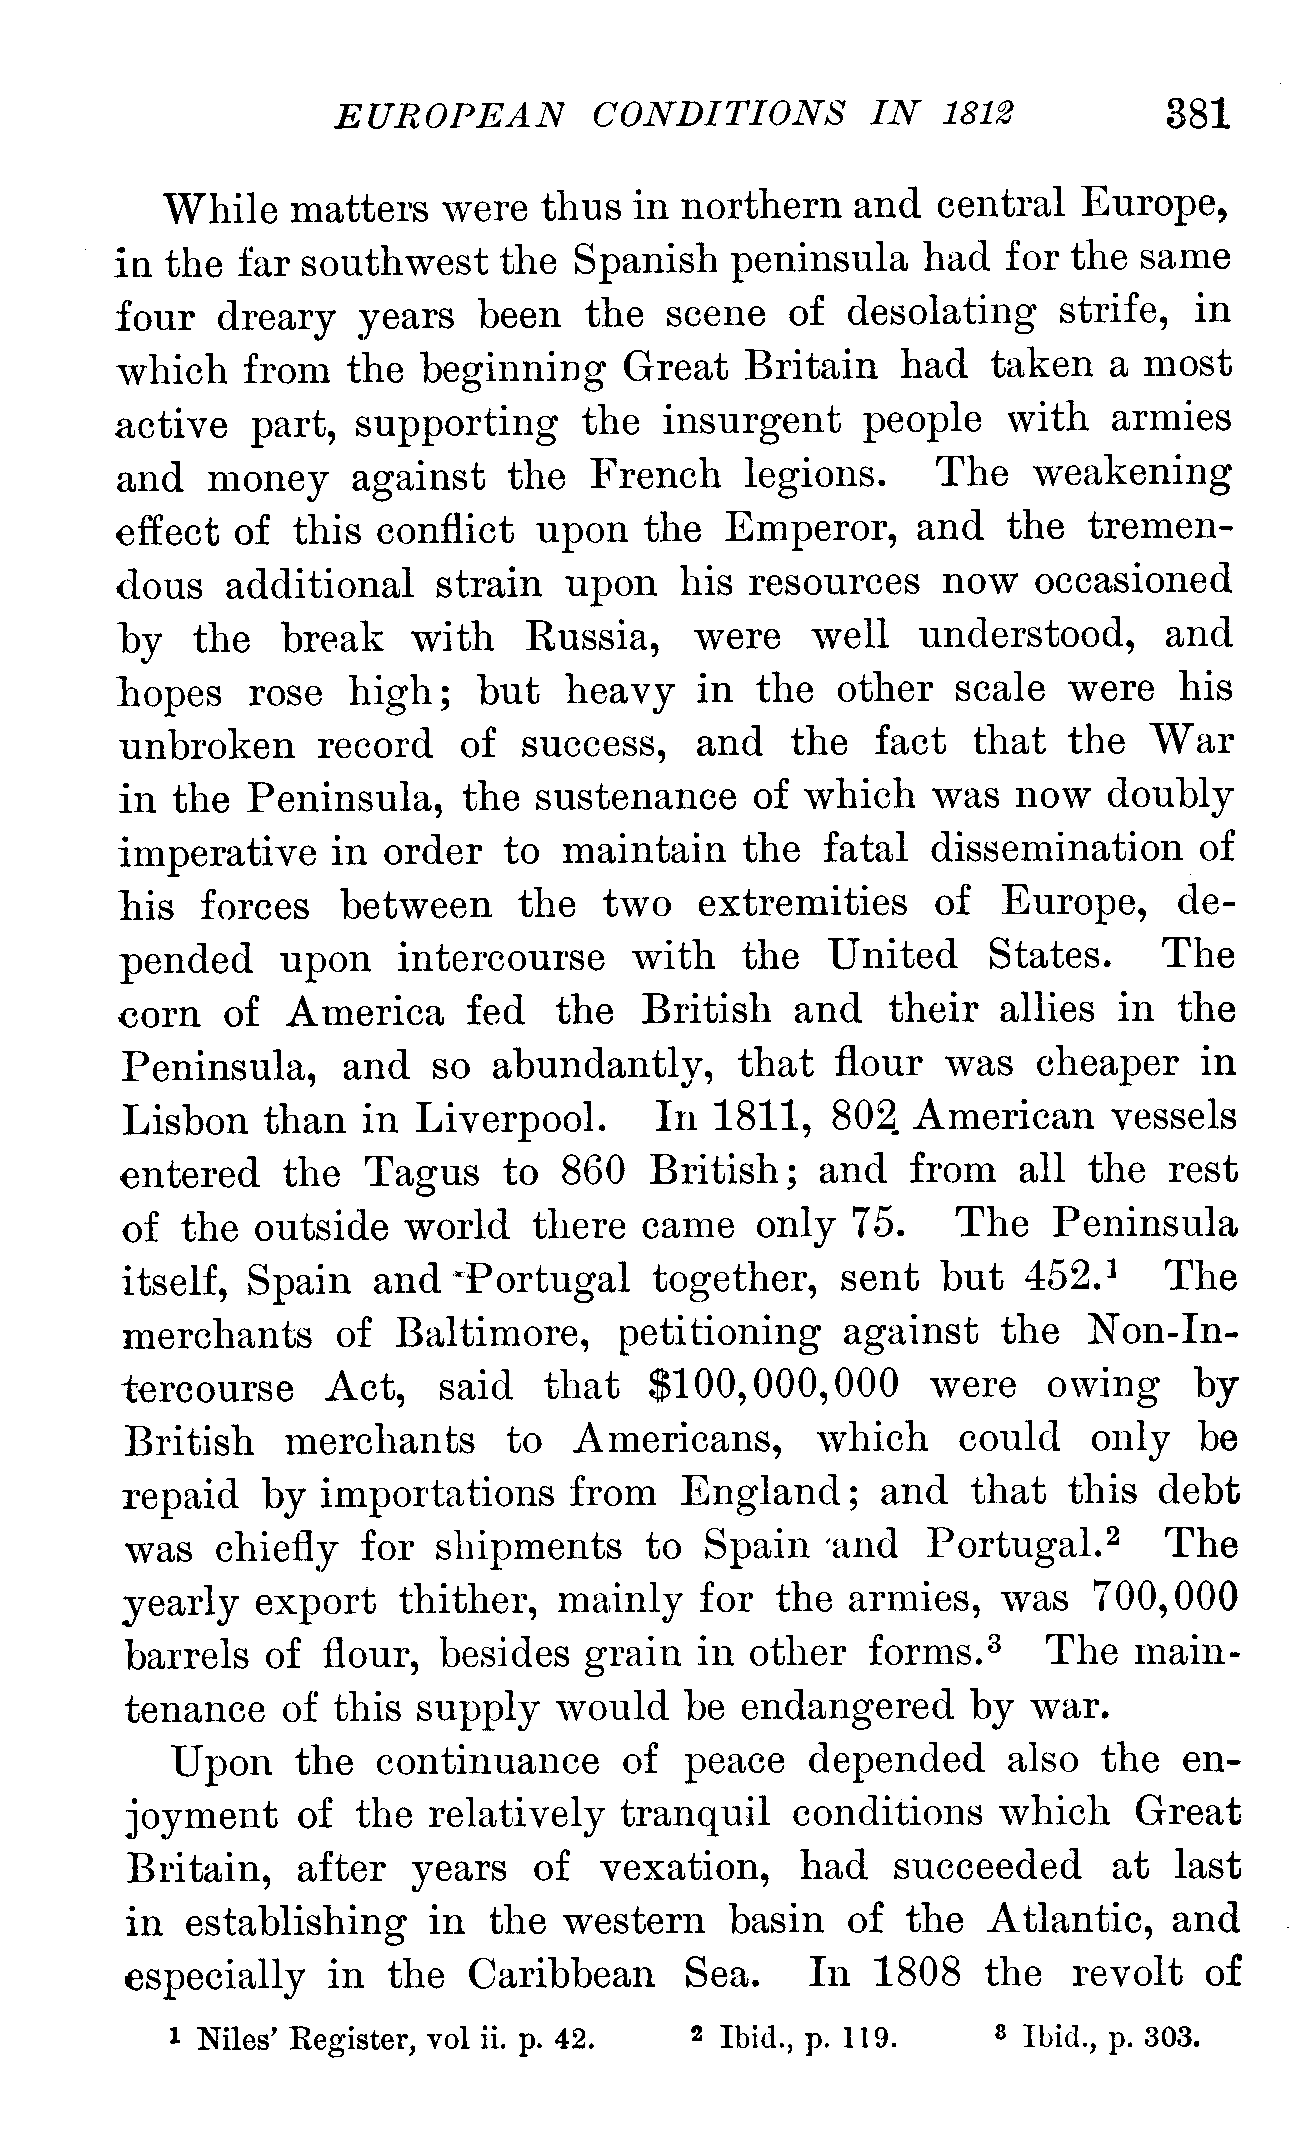 EUROPEAN CONDITIONS IN 1812 381
While matters were thus in northern and central Europe,
in the far southwest the Spanish peninsula had for the same
four dreary years been the scene of desolating strife, in
which from the beginning Great Britain had taken a most
active part, supporting the insurgent people with armies
and money against the French legions. The weakening
effect of this conflict upon the Emperor, and the tremen-
dous additional strain upon his resources now occasioned
by the break with Russia, were well understood, and
hopes rose high; but heavy in the other scale were his
unbroken record of success, and the fact that the War
in the Peninsula, the sustenance of which was now doubly
imperative in order to maintain the fatal dissemination of
his forces between the two extremities of Europe, de-
pended upon intercourse with the United States. The
corn of America fed the British and their allies in the
Peninsula, and so abundantly, that flour was cheaper in
Lisbon than in Liverpool. In 1811, 802 American vessels
entered the Tagus to 860 British; and from all the rest
of the outside world there came only 75. The Peninsula
itself, Spain and Portugal together, sent but 452.¹ The
merchants of Baltimore, petitioning against the Non-In-
tercourse Act, said that $100,000,000 were owing by
British merchants to Americans, which could only be
repaid by importations from England; and that this debt
was chiefly for shipments to Spain and Portugal.² The
yearly export thither, mainly for the armies, was 700,000
barrels of flour, besides grain in other forms.³ The main-
tenance of this supply would be endangered by war.
Upon the continuance of peace depended also the en-
joyment of the relatively tranquil conditions which Great
Britain, after years of vexation, had succeeded at last
in establishing in the western basin of the Atlantic, and
especially in the Caribbean Sea. In 1808 the revolt of
¹ Niles' Register, vol ii. p. 42. ² Ibid., p. 119. ³ Ibid., p. 303.